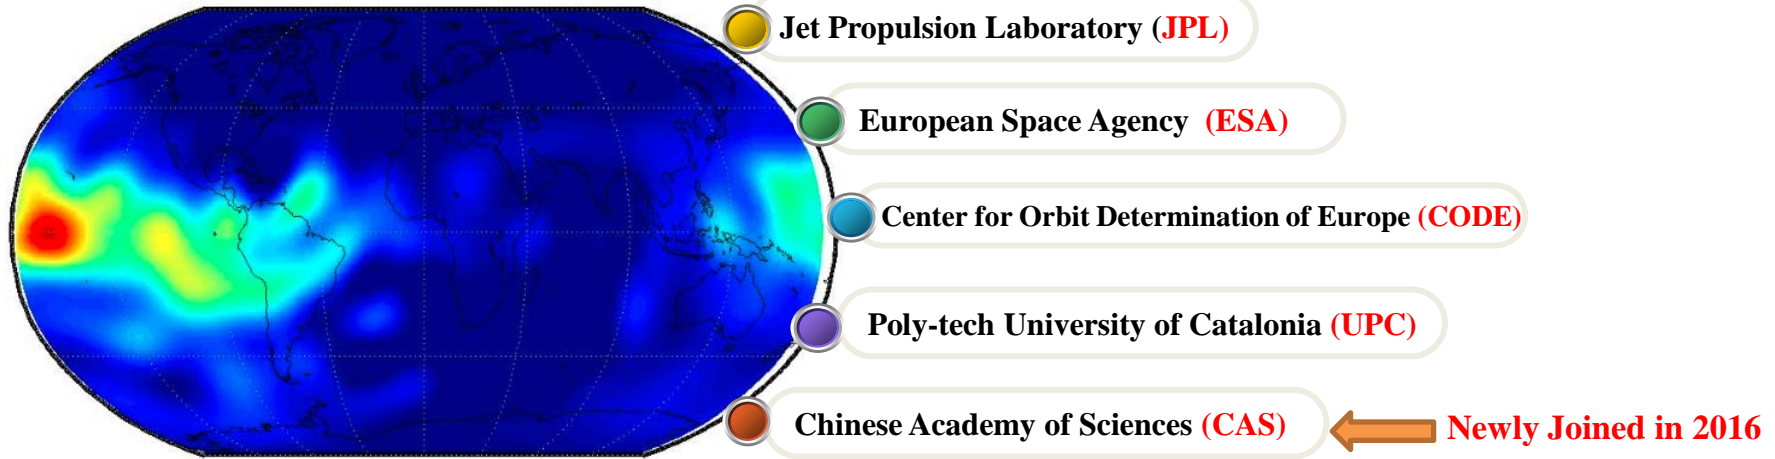 Jet Propulsion Laboratory (JPL)
European Space Agency (ESA)
Center for Orbit Determination of Europe (CODE)
Poly-tech University of Catalonia (UPC)
Chinese Academy of Sciences (CAS)
Newly Joined in 2016